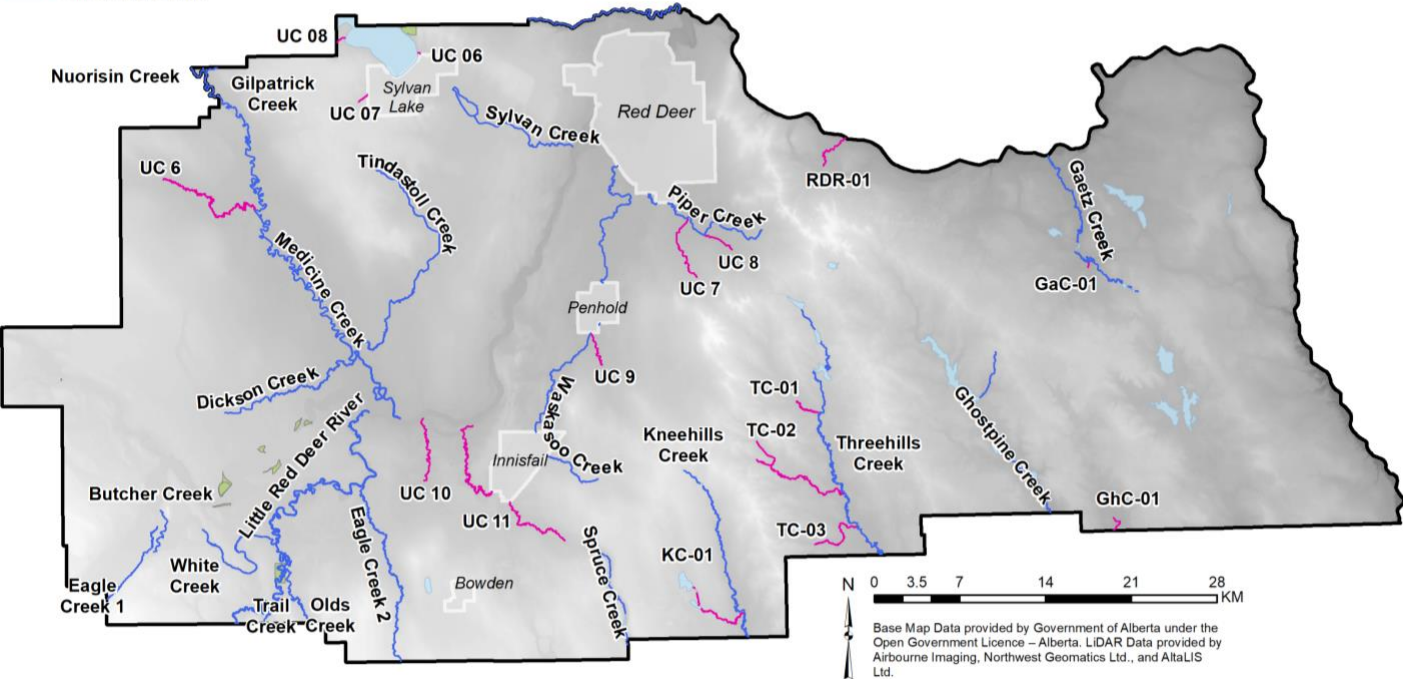 UC 08
UC 06
Nuorisin Creek
Gilpatrick
Creek
Sylvan
Lake
UC 07
Red Deer
Sylvan Creek
Tindastoll Creek
UC 6
RDR-01
Gaetz Creek
Piper Creek
UC 8
UC 7
Medicine Creek
GaC-01
Penhold
UC 9
Dickson Creek
Waskasoo Creek
TC-01
TC-02
Threehills
Creek
Ghostpine Creek
Kneehills
Creek
Little Red Deer River
Innisfail
UC 10
UC 11
Butcher Creek
GhC-01
TC-03
Eagle Creek 2
Spruce Creek
KC-01
White
Creek
Eagle
Creek 1
Bowden
Trail
Creek
Olds
Creek
N
0 3.5 7 14 21 28
KM
Base Map Data provided by Government of Alberta under the
Open Government Licence – Alberta. LiDAR Data provided by
Airbourne Imaging, Northwest Geomatics Ltd., and AltaLIS
Ltd.